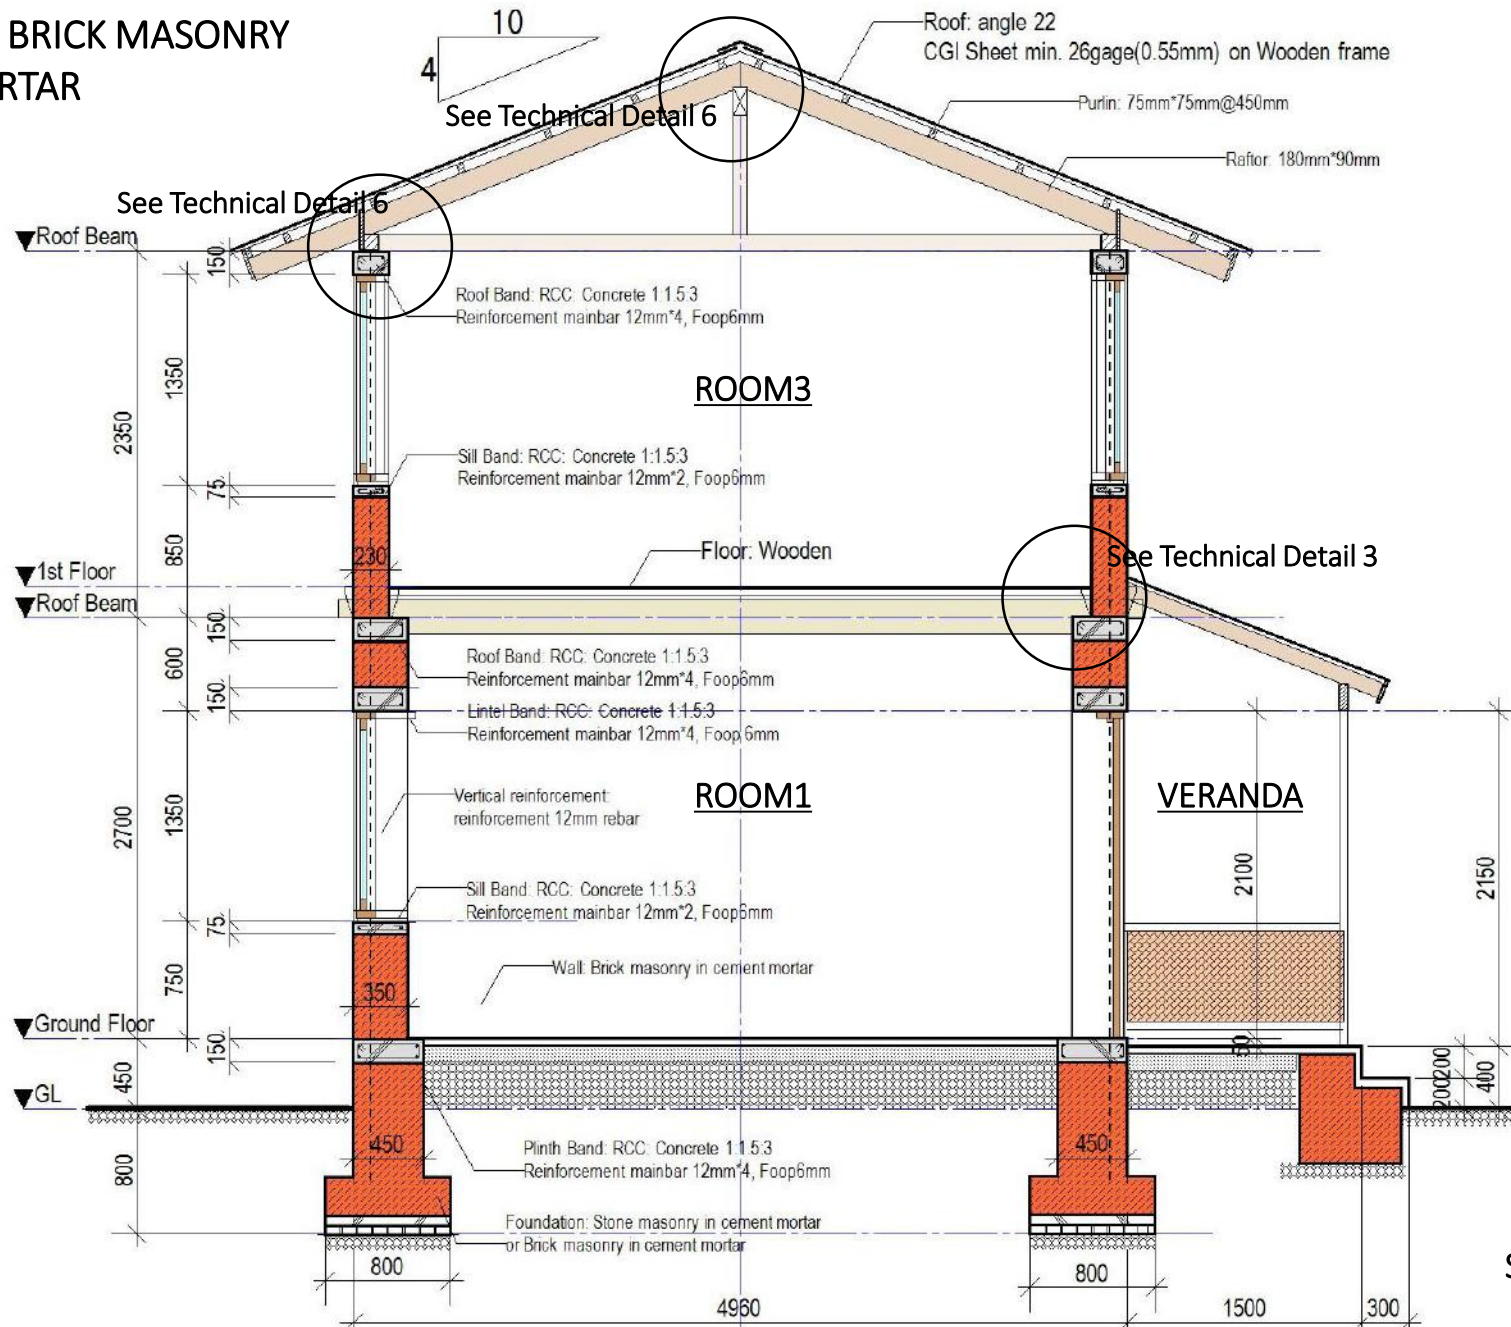 BRICK MASONRY
RTAR
10
4
Roof: angle 22
CGI Sheet min. 26gage(0.55mm) on Wooden frame
Purlin: 75mm*75mm@450mm
Raftor: 180mm*90mm
See Technical Detail 6
See Technical Detail 6
Roof Beam
150
Roof Band: RCC: Concrete 1:1.5:3
Reinforcement mainbar 12mm*4, Foop6mm
1350
2350
ROOM3
Sill Band: RCC: Concrete 1:1.5:3
Reinforcement mainbar 12mm*2, Foop6mm
75
850
230
Floor: Wooden
See Technical Detail 3
1st Floor
Roof Beam
150
600
150
Roof Band: RCC: Concrete 1:1.5:3
Reinforcement mainbar 12mm*4, Foop6mm
Lintel Band: RCC: Concrete 1:1.5:3
Reinforcement mainbar 12mm*4, Foop 6mm
Vertical reinforcement:
reinforcement 12mm rebar
ROOM1
VERANDA
2700
1350
2100
2150
Sill Band: RCC: Concrete 1:1.5:3
Reinforcement mainbar 12mm*2, Foop6mm
75
750
Wall: Brick masonry in cement mortar
350
Ground Floor
150
50
450
200
200
400
GL
450
450
Plinth Band: RCC: Concrete 1:1.5:3
Reinforcement mainbar 12mm*4, Foop6mm
800
Foundation: Stone masonry in cement mortar
or Brick masonry in cement mortar
800
800
S
4960
1500
300